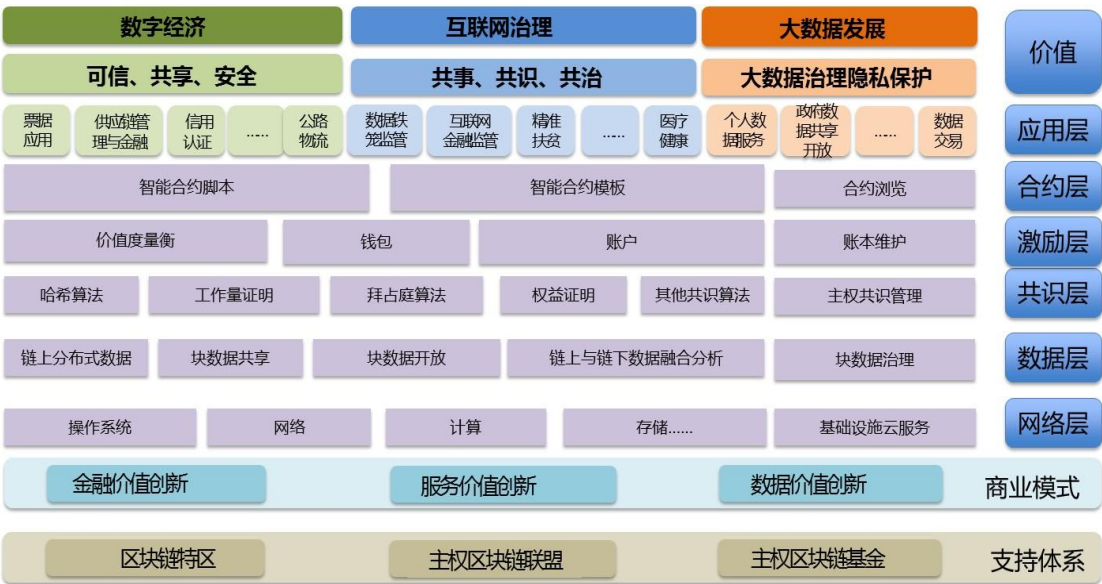 数字经济
互联网治理
大数据发展
价值
可信、共享、安全
共事、共识、共治
大数据治理隐私保护
票据
应用
供应链管
理与金融
信用
认证
......
公路
物流
数据铁
笼监管
互联网
金融监管
精准
扶贫
......
医疗
健康
个人数
据服务
政府数
据共享
开放
......
数据
交易
应用层
智能合约脚本
智能合约模板
合约浏览
合约层
价值度量衡
钱包
账户
账本维护
激励层
哈希算法
工作量证明
拜占庭算法
权益证明
其他共识算法
主权共识管理
共识层
链上分布式数据
块数据共享
块数据开放
链上与链下数据融合分析
块数据治理
数据层
操作系统
网络
计算
存储......
基础设施云服务
网络层
金融价值创新
服务价值创新
数据价值创新
商业模式
区块链特区
主权区块链联盟
主权区块链基金
支持体系